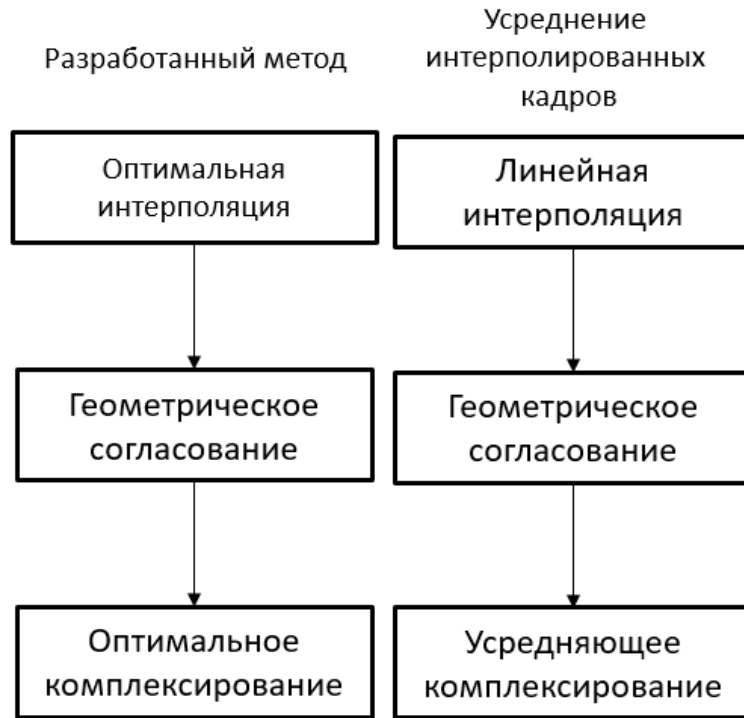 Разработанный метод
Оптимальная
интерполяция
Геометрическое
согласование
Оптимальное
комплексирование
Усреднение
интерполированных
кадров
Линейная
интерполяция
Геометрическое
согласование
Усредняющее
комплексирование